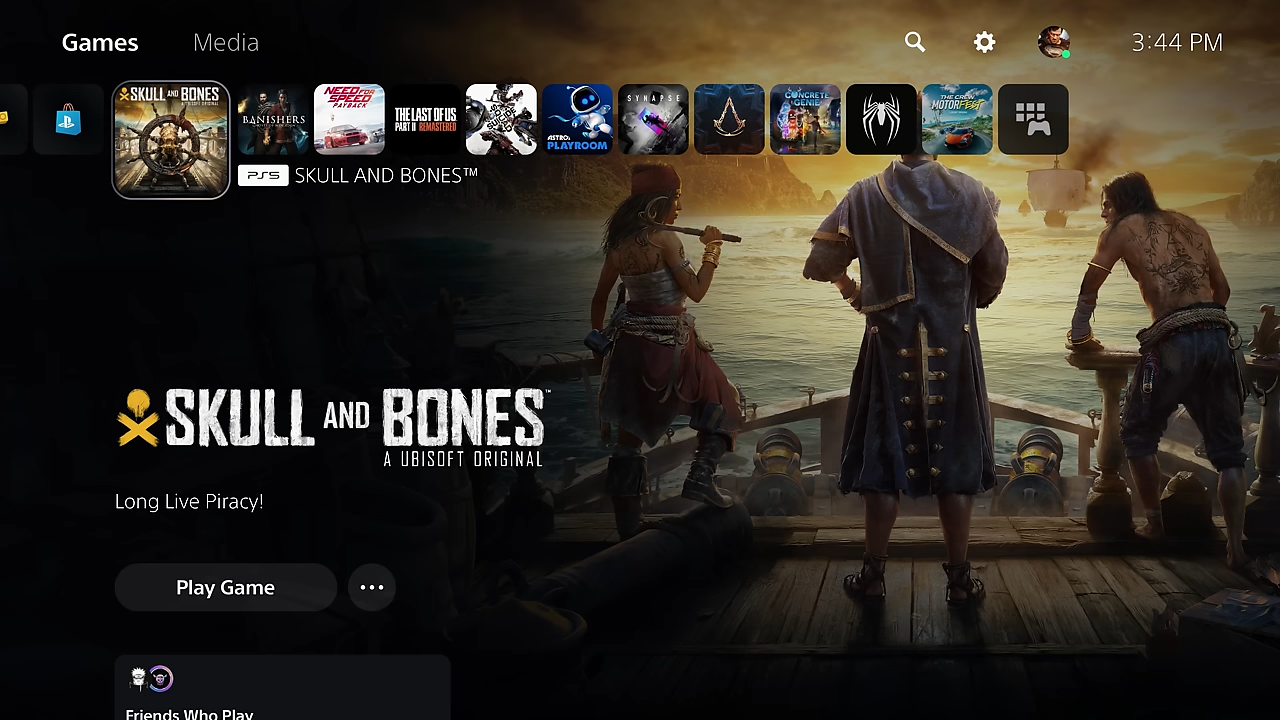 Games
Media
3:44 PM
SKULL AND BONES
BANISHERS
NEED FOR SPEED
PAYBACK
THE LAST OF US
PART II REMASTERED
ASTRO's
PLAYROOM
SYNAPSE
CONCRETE
GENIE
THE CREW
MOTORFEST
PS5 SKULL AND BONES™
SKULL AND BONES™
A UBISOFT ORIGINAL
Long Live Piracy!
Play Game
Friends Who Play